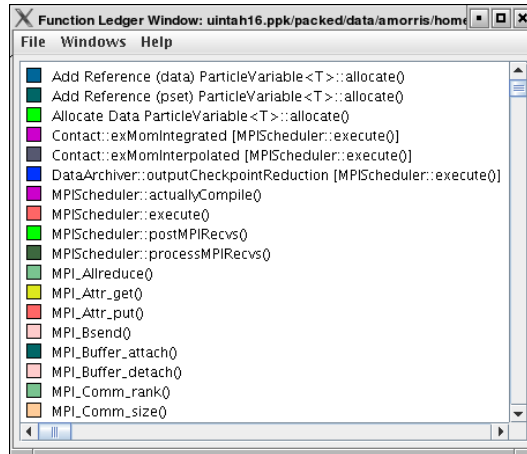 Function Ledger Window: uintah16.ppk/packed/data/amorris/home
File Windows Help
Add Reference (data) ParticleVariable<T>::allocate()
Add Reference (pset) ParticleVariable<T>::allocate()
Allocate Data ParticleVariable<T>::allocate()
Contact::exMomIntegrated [MPIScheduler::execute()]
Contact::exMomInterpolated [MPIScheduler::execute()]
DataArchiver::outputCheckpointReduction [MPIScheduler::execute()]
MPIScheduler::actuallyCompile()
MPIScheduler::execute()
MPIScheduler::postMPIRecvs()
MPIScheduler::processMPIRecvs()
MPI_Allreduce()
MPI_Attr_get()
MPI_Attr_put()
MPI_Bsend()
MPI_Buffer_attach()
MPI_Buffer_detach()
MPI_Comm_rank()
MPI_Comm_size()